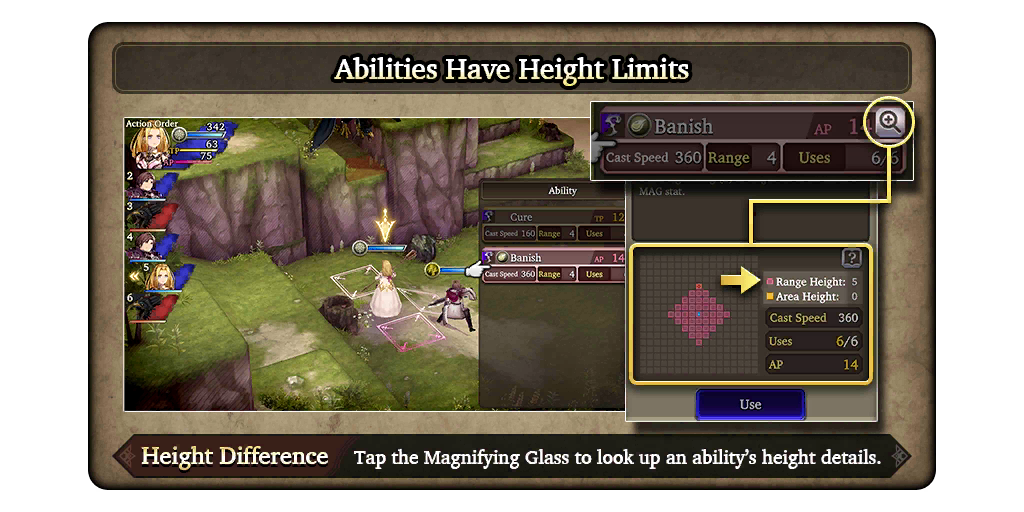 Abilities Have Height Limits
Action Order
342
TP 63
AP 75
2
3
4
5
6
Ability
Cure TP 12
Cast Speed 160 Range 4 Uses
Banish AP 14
Cast Speed 360 Range 4 Uses
Banish AP 14
Cast Speed 360 Range 4 Uses 6/6
MAG stat.
?
Range Height: 5
Area Height: 0
Cast Speed 360
Uses 6/6
AP 14
Use
Height Difference Tap the Magnifying Glass to look up an ability's height details.